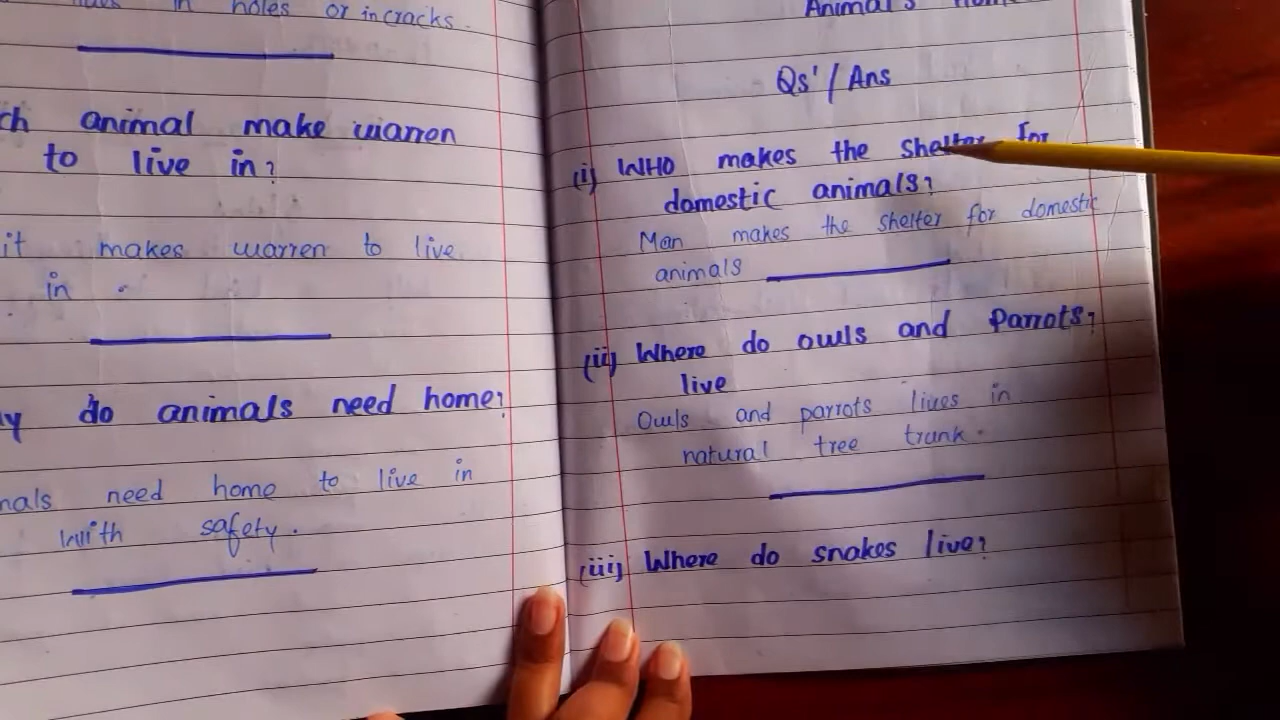 in holes or in cracks.
ch animal make warren
to live in?
it makes warren to live
in .
y do animals need home?
nals need home to live in
with safety.
Animal's
Qs'/Ans
(i) WHO makes the shelter for
domestic animals?
Man makes the shelter for domestic
animals
(ii) Where do owls and Parrots?
live
Owls and parrots lives in
natural tree trunk.
(iii) Where do snakes live?